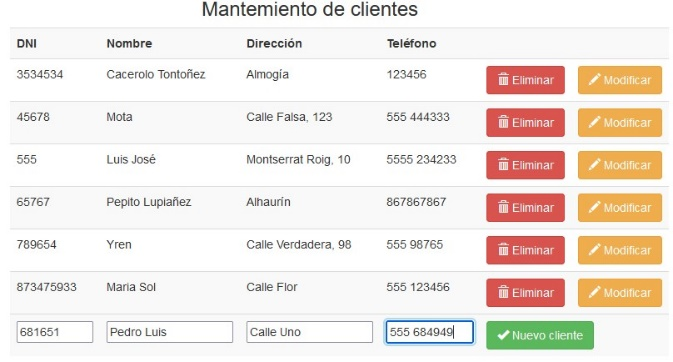 Mantemiento de clientes
DNI Nombre Dirección Teléfono
3534534 Cacerolo Tontoñez Almogía 123456 Eliminar Modificar
45678 Mota Calle Falsa, 123 555 444333 Eliminar Modificar
555 Luis José Montserrat Roig, 10 5555 234233 Eliminar Modificar
65767 Pepito Lupiañez Alhaurín 867867867 Eliminar Modificar
789654 Yren Calle Verdadera, 98 555 98765 Eliminar Modificar
873475933 Maria Sol Calle Flor 555 123456 Eliminar Modificar
681651 Pedro Luis Calle Uno 555 684949 Nuevo cliente